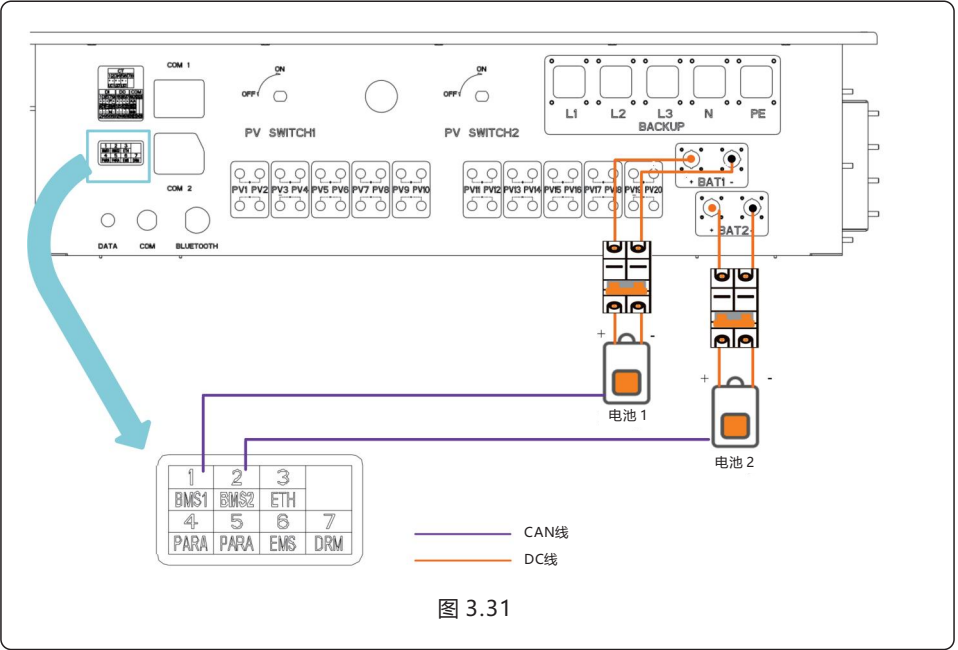 COM 1
ON
OFF
ON
OFF
PV SWITCH1
PV SWITCH2
L1 L2 L3 N PE
BACKUP
COM 2
PV1 PV2 PV3 PV4 PV5 PV6 PV7 PV8 PV9 PV10
PV11 PV12 PV13 PV14 PV15 PV16 PV17 PV18 PV19 PV20
+ BAT1 -
+ BAT2 -
DATA COM BLUETOOTH
+ -
电池 1
+ -
电池 2
1 2 3
BMS1 BMS2 ETH
4 5 6 7
PARA PARA EMS DRM
CAN线
DC线
图 3.31